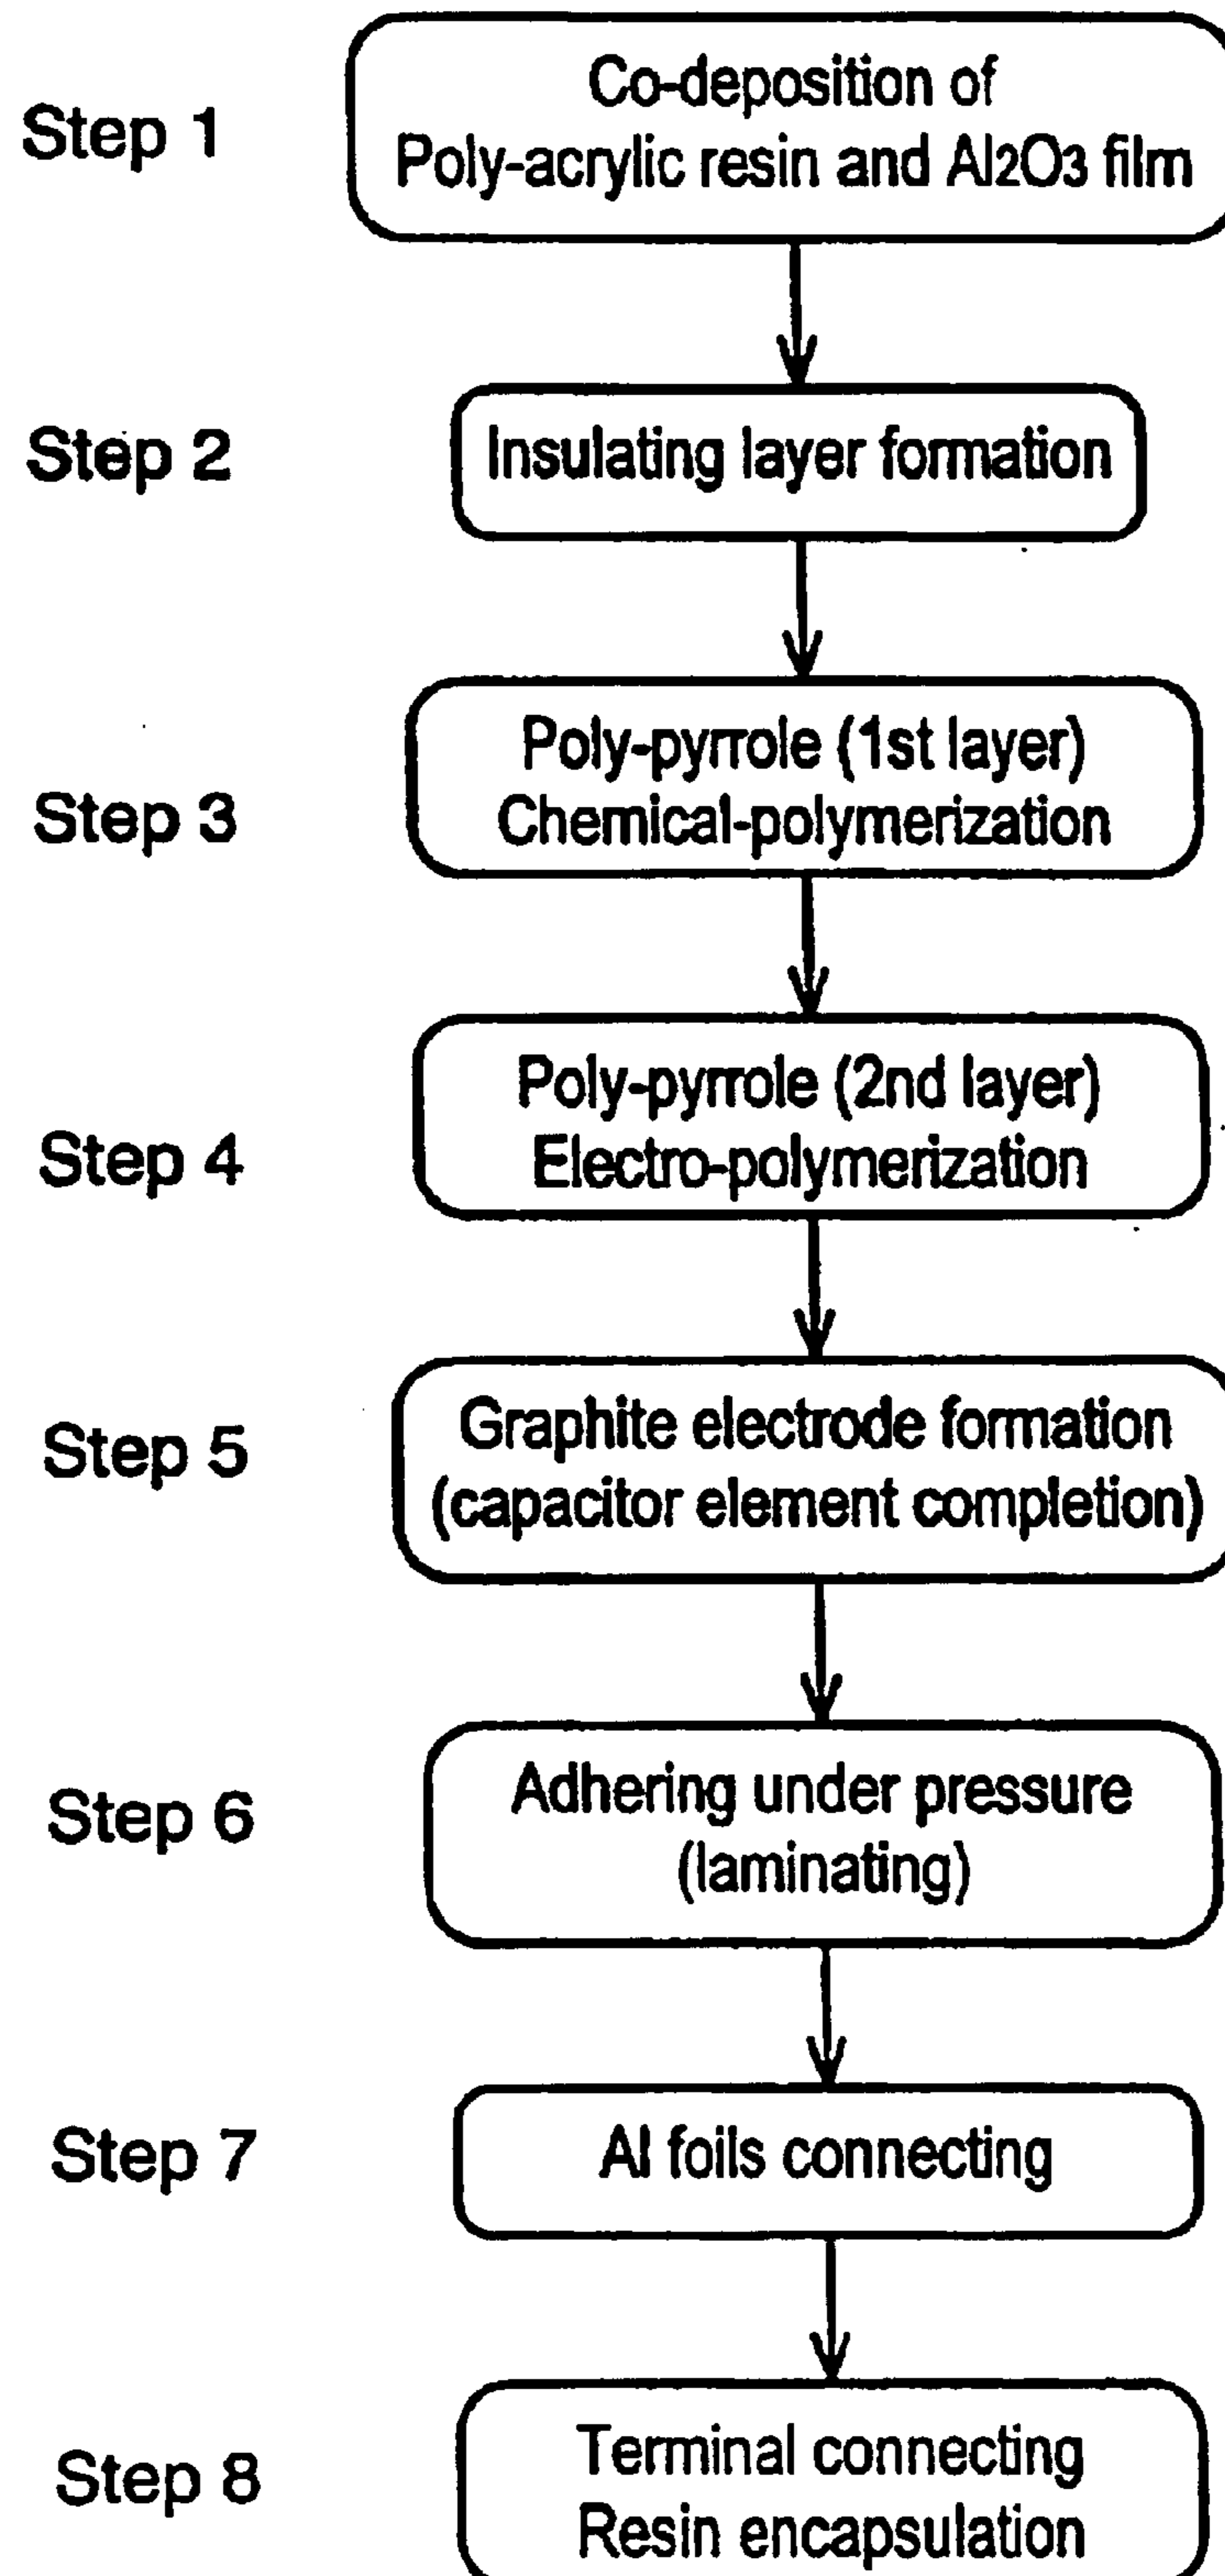 Step 1
Co-deposition of
Poly-acrylic resin and Al2O3 film
Step 2
Insulating layer formation
Step 3
Poly-pyrrole (1st layer)
Chemical-polymerization
Step 4
Poly-pyrrole (2nd layer)
Electro-polymerization
Step 5
Graphite electrode formation
(capacitor element completion)
Step 6
Adhering under pressure
(laminating)
Step 7
Al foils connecting
Step 8
Terminal connecting
Resin encapsulation